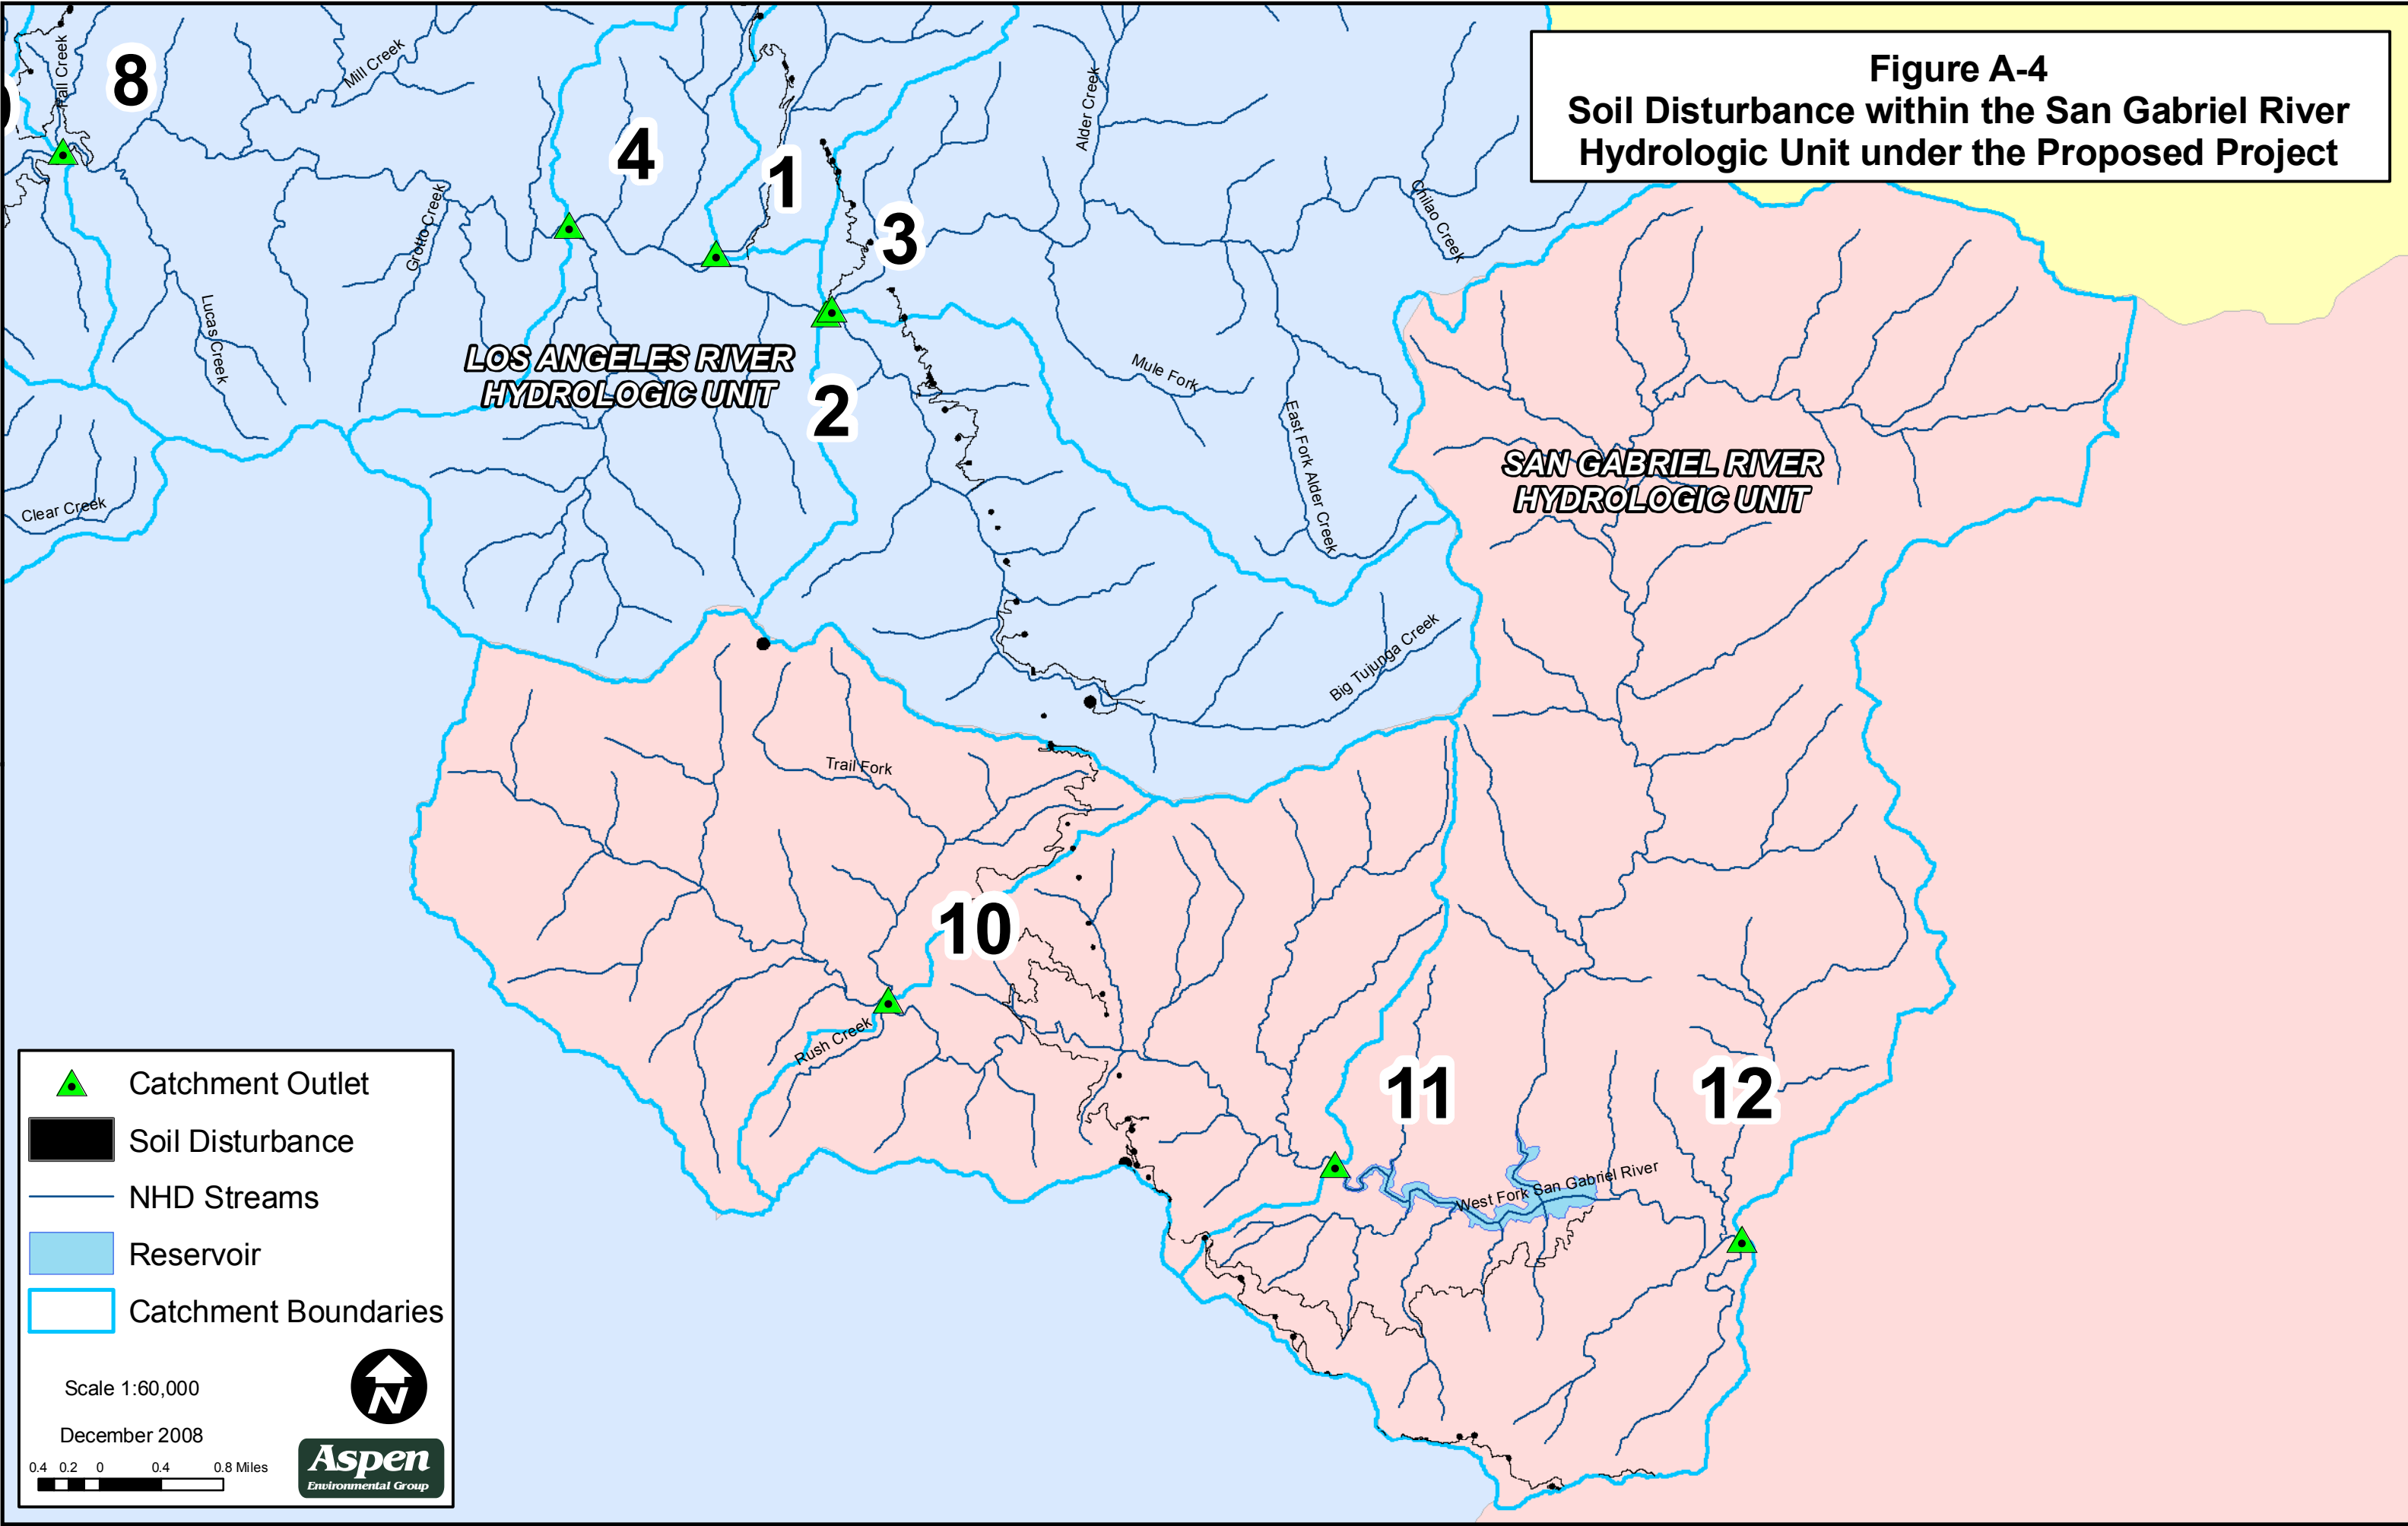 Figure A-4
Soil Disturbance within the San Gabriel River
Hydrologic Unit under the Proposed Project
8
Fall Creek
Mill Creek
4
1
3
Alder Creek
Chilao Creek
Grotto Creek
Lucas Creek
LOS ANGELES RIVER
HYDROLOGIC UNIT
2
Mule Fork
East Fork Alder Creek
SAN GABRIEL RIVER
HYDROLOGIC UNIT
Clear Creek
Big Tujunga Creek
Trail Fork
10
Rush Creek
11
12
West Fork San Gabriel River
Catchment Outlet
Soil Disturbance
NHD Streams
Reservoir
Catchment Boundaries
Scale 1:60,000
N
December 2008
0.4 0.2 0 0.4 0.8 Miles
Aspen
Environmental Group